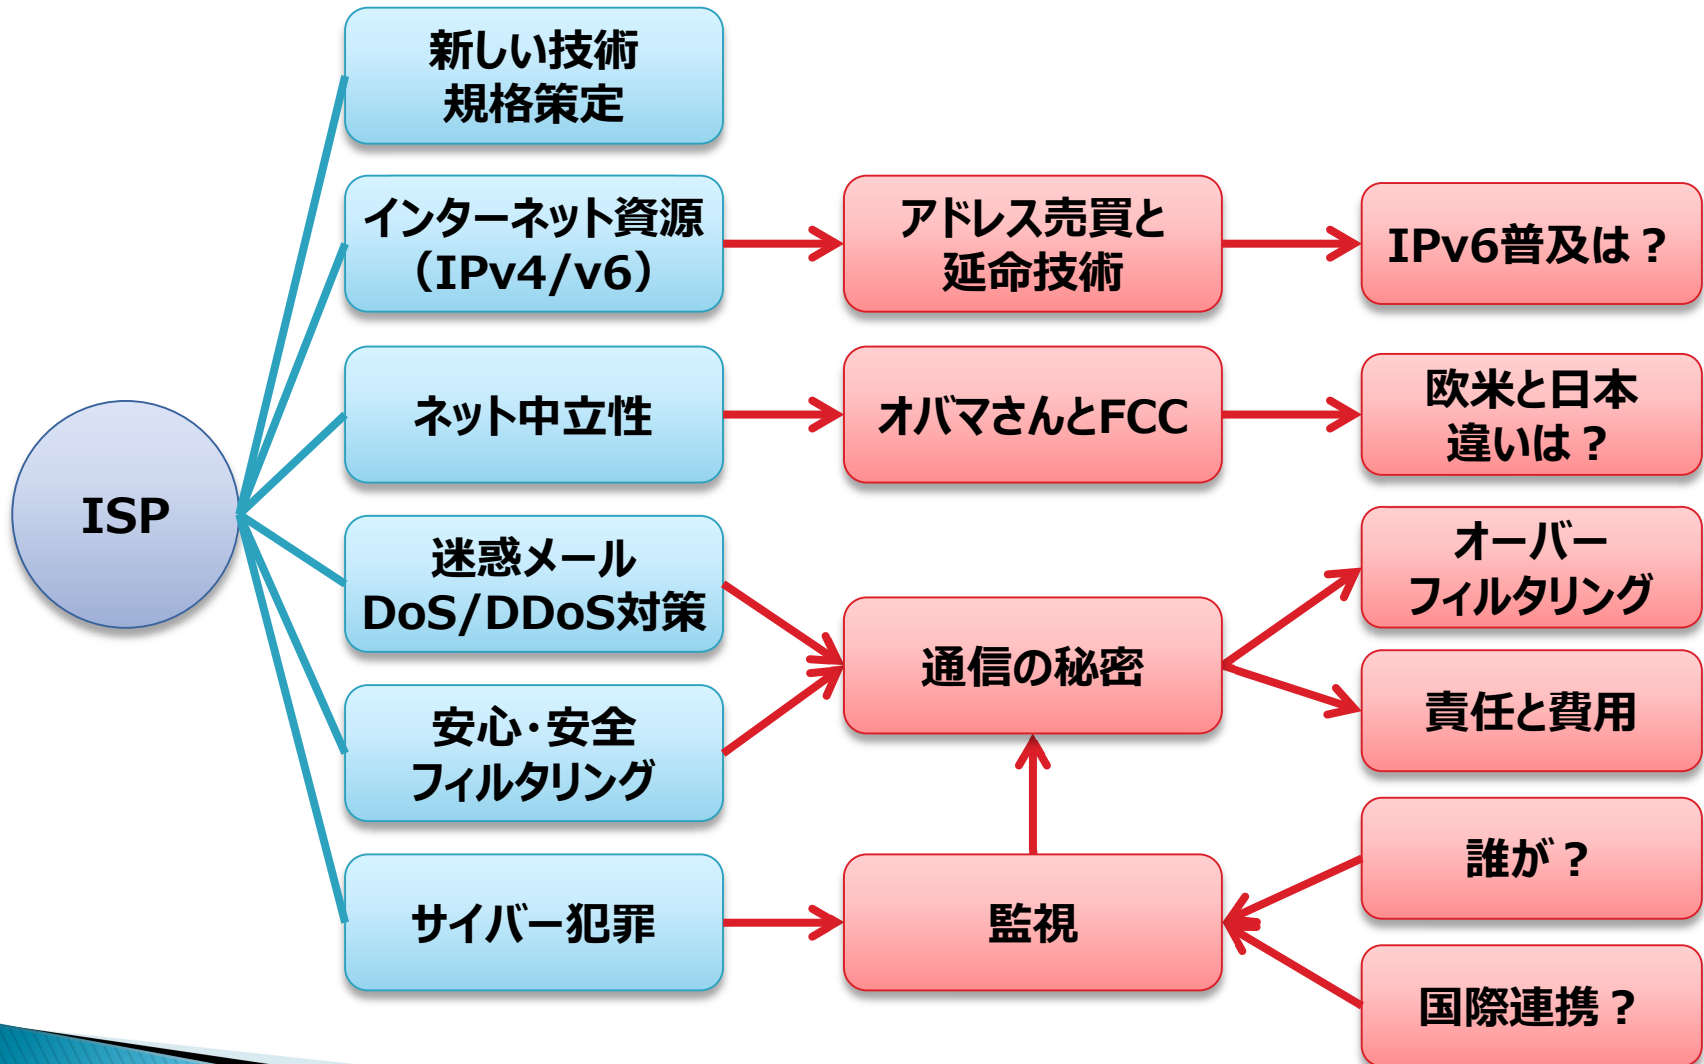 ISP
新しい技術
規格策定
インターネット資源
（IPv4/v6）
アドレス売買と
延命技術
IPv6普及は？
ネット中立性
オバマさんとFCC
欧米と日本
違いは？
迷惑メール
DoS/DDoS対策
通信の秘密
オーバー
フィルタリング
責任と費用
安心・安全
フィルタリング
サイバー犯罪
監視
誰が？
国際連携？